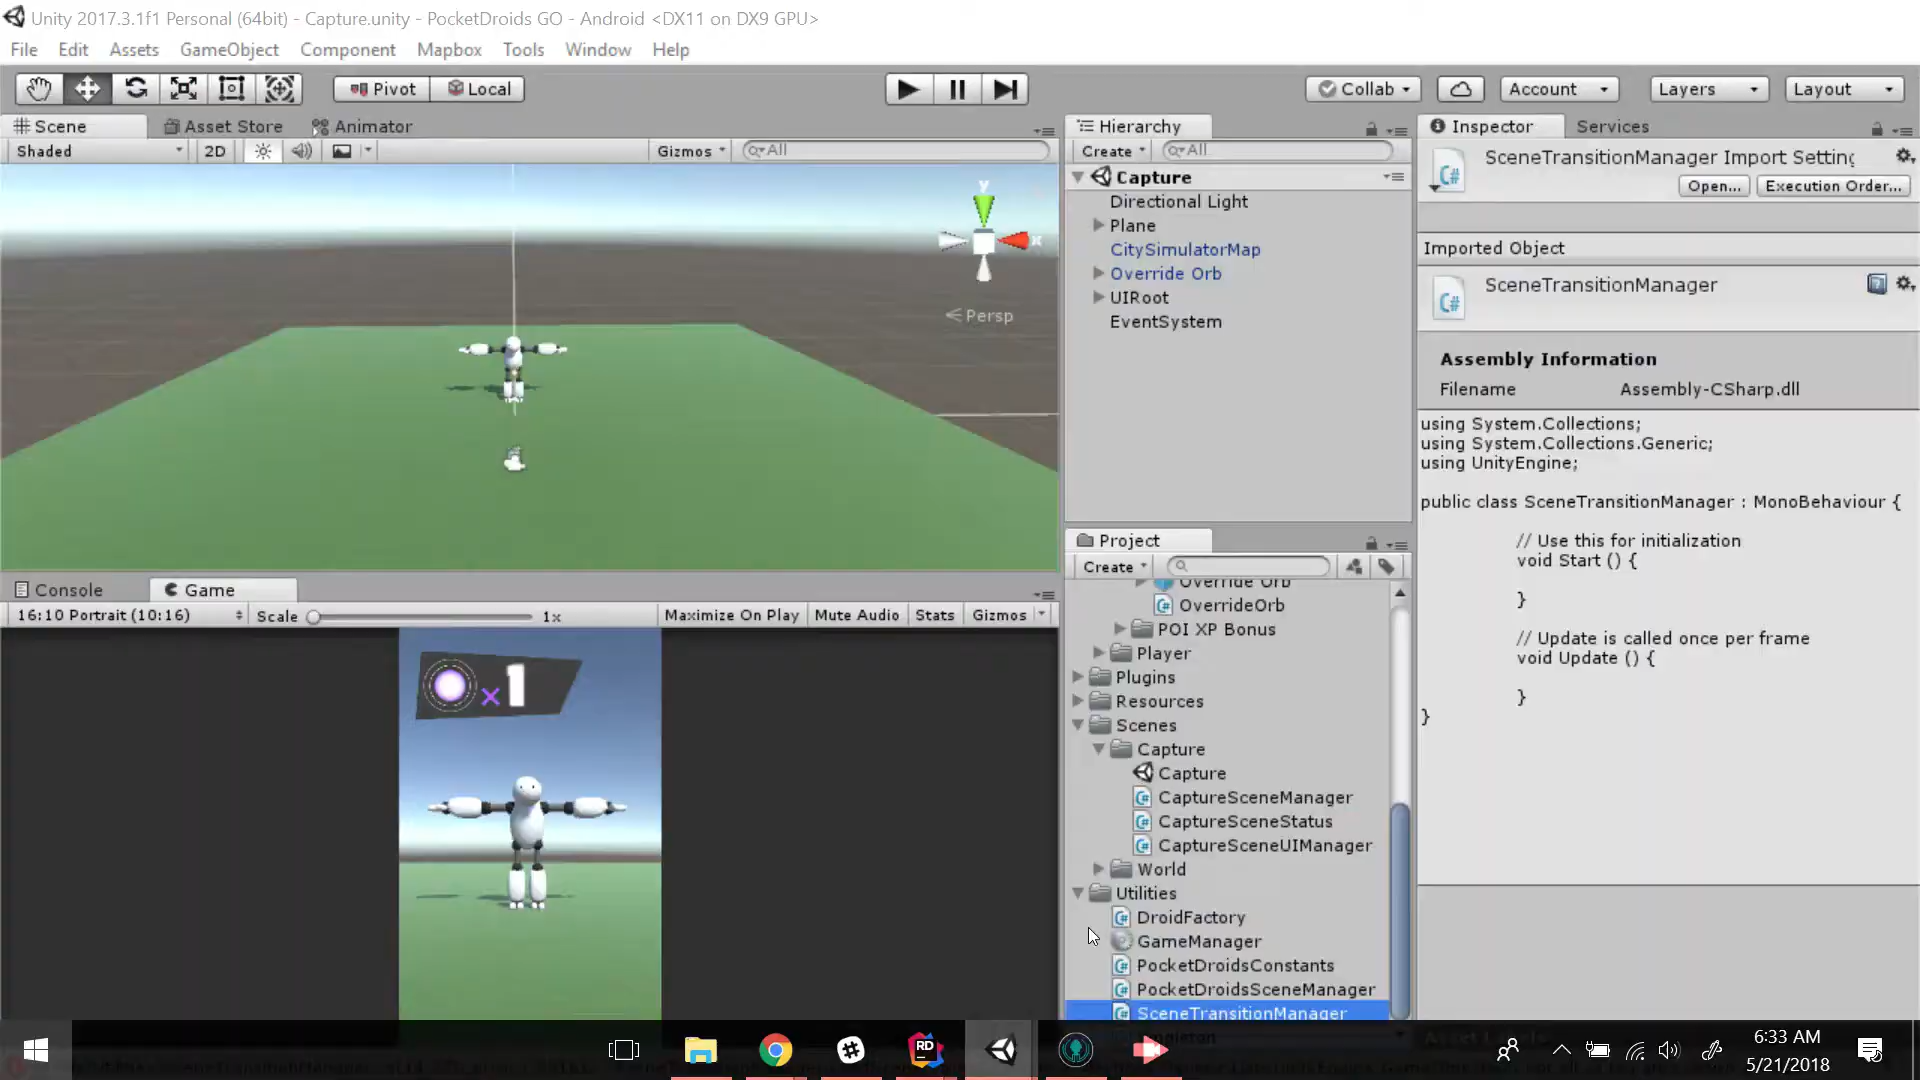 Unity 2017.3.1f1 Personal (64bit) - Capture.unity - PocketDroids GO - Android <DX11 on DX9 GPU>
File Edit Assets GameObject Component Mapbox Tools Window Help
Pivot Local Collab Account Layers Layout
Scene Asset Store Animator
Shaded 2D Gizmos All
y
x
Persp
Hierarchy
Create All
Capture
Directional Light
Plane
CitySimulatorMap
Override Orb
UIRoot
EventSystem
Inspector Services
SceneTransitionManager Import Setting
Open... Execution Order...
Imported Object
SceneTransitionManager
Assembly Information
Filename Assembly-CSharp.dll
using System.Collections;
using System.Collections.Generic;
using UnityEngine;
public class SceneTransitionManager : MonoBehaviour {
// Use this for initialization
void Start () {
}
// Update is called once per frame
void Update () {
}
}
Console Game
16:10 Portrait (10:16) Scale 1x Maximize On Play Mute Audio Stats Gizmos
x 1
Project
Create
Override Orb
OverrideOrb
POI XP Bonus
Player
Plugins
Resources
Scenes
Capture
Capture
CaptureSceneManager
CaptureSceneStatus
CaptureSceneUIManager
World
Utilities
DroidFactory
GameManager
PocketDroidsConstants
PocketDroidsSceneManager
SceneTransitionManager
RD
6:33 AM
5/21/2018